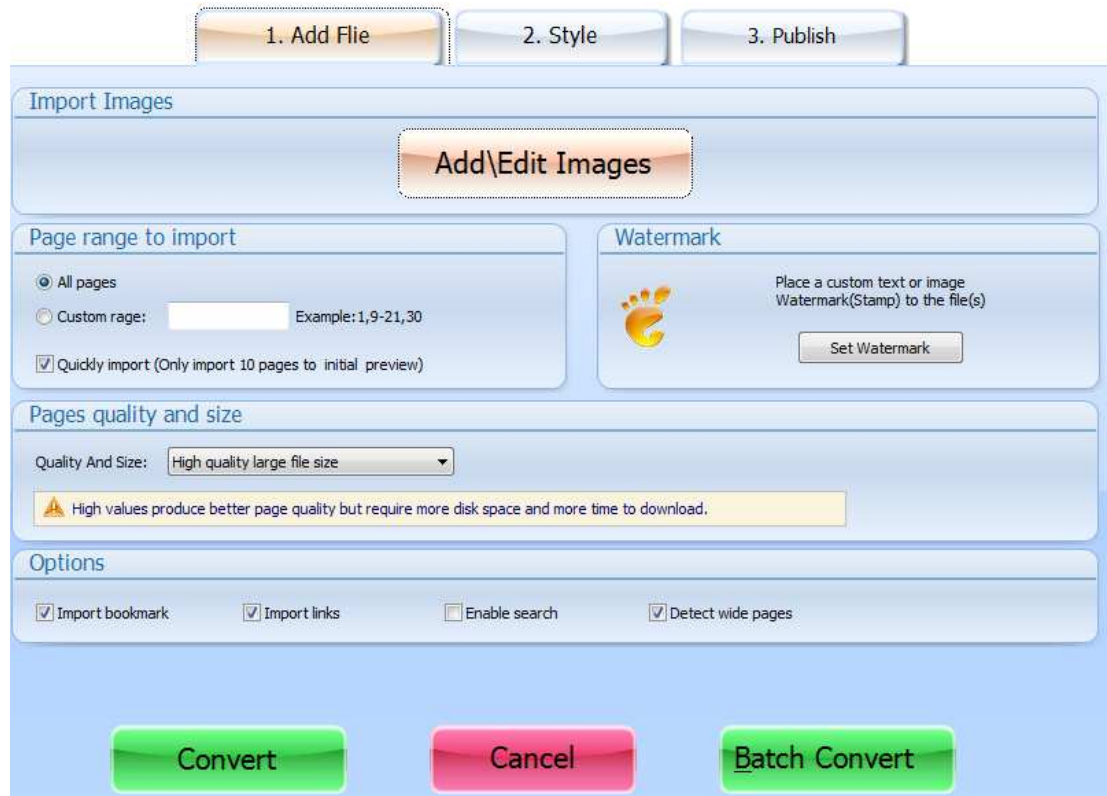 1. Add Flie
2. Style
3. Publish
Import Images
Add\Edit Images
Page range to import
All pages
Custom rage:
Example:1,9-21,30
Quickly import (Only import 10 pages to initial preview)
Watermark
Place a custom text or image
Watermark(Stamp) to the file(s)
Set Watermark
Pages quality and size
Quality And Size:
High quality large file size
High values produce better page quality but require more disk space and more time to download.
Options
Import bookmark
Import links
Enable search
Detect wide pages
Convert
Cancel
Batch Convert